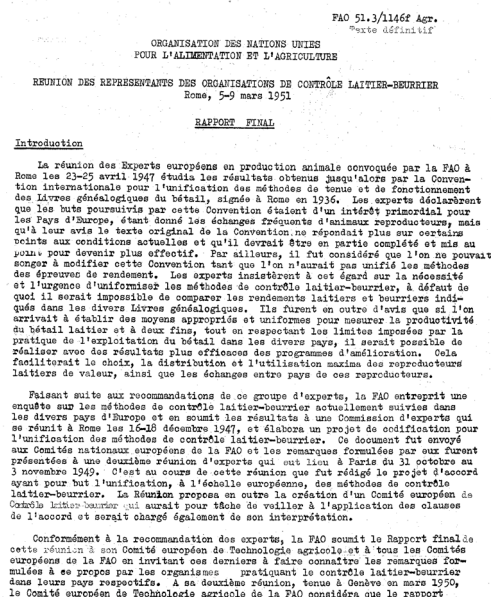 FAO 51.3/1146f Agr.
Texte définitif
ORGANISATION DES NATIONS UNIES
POUR L'ALIMENTATION ET L'AGRICULTURE
REUNION DES REPRESENTANTS DES ORGANISATIONS DE CONTRÔLE LAITIER-BEURRIER
Rome, 5-9 mars 1951
RAPPORT FINAL
Introduction
La réunion des Experts européens en production animale convoquée par la FAO à
Rome les 23-25 avril 1947 étudia les résultats obtenus jusqu'alors par la Conven-
tion internationale pour l'unification des méthodes de tenue et de fonctionnement
des Livres généalogiques du bétail, signée à Rome en 1936. Les experts déclarèrent
que les buts poursuivis par cette Convention étaient d'un intérêt primordial pour
les Pays d'Europe, étant donné les échanges fréquents d'animaux reproducteurs, mais
qu'à leur avis le texte original de la Convention ne répondait plus sur certains
points aux conditions actuelles et qu'il devrait être en partie complété et mis au
point pour devenir plus effectif. Par ailleurs, il fut considéré que l'on ne pouvait
songer à modifier cette Convention tant que l'on n'aurait pas unifié les méthodes
des épreuves de rendement. Les experts insistèrent à cet égard sur la nécessité
et l'urgence d'uniformiser les méthodes de contrôle laitier-beurrier, à défaut de
quoi il serait impossible de comparer les rendements laitiers et beurriers indi-
qués dans les divers Livres généalogiques. Ils furent en outre d'avis que si l'on
arrivait à établir des moyens appropriés et uniformes pour mesurer la productivité
du bétail laitier et à deux fins, tout en respectant les limites imposées par la
pratique de l'exploitation du bétail dans les divers pays, il serait possible de
réaliser avec des résultats plus efficaces des programmes d'amélioration. Cela
faciliterait le choix, la distribution et l'utilisation maxima des reproducteurs
laitiers de valeur, ainsi que les échanges entre pays de ces reproducteurs.
Faisant suite aux recommandations de ce groupe d'experts, la FAO entreprit une
enquête sur les méthodes de contrôle laitier-beurrier actuellement suivies dans
les divers pays d'Europe et en soumit les résultats à une Commission d'experts qui
se réunit à Rome les 16-18 décembre 1947, et élabora un projet de codification pour
l'unification des méthodes de contrôle laitier-beurrier. Ce document fut envoyé
aux Comités nationaux européens de la FAO et les remarques formulées par eux furent
présentées à une deuxième réunion d'experts qui eut lieu à Paris du 31 octobre au
3 novembre 1949. C'est au cours de cette réunion que fut rédigé le projet d'accord
ayant pour but l'unification, à l'échelle européenne, des méthodes de contrôle
laitier-beurrier. La Réunion proposa en outre la création d'un Comité européen de
Contrôle laitier-beurrier qui aurait pour tâche de veiller à l'application des clauses
de l'accord et serait chargé également de son interprétation.
Conformément à la recommandation des experts, la FAO soumit le Rapport final de
cette réunion à son Comité européen de Technologie agricole et à tous les Comités
européens de la FAO en invitant ces derniers à faire connaître les remarques for-
mulées à ce propos par les organismes pratiquant le contrôle laitier-beurrier
dans leurs pays respectifs. A sa deuxième réunion, tenue à Genève en mars 1950,
le Comité européen de Technologie agricole de la FAO considéra que le rapport